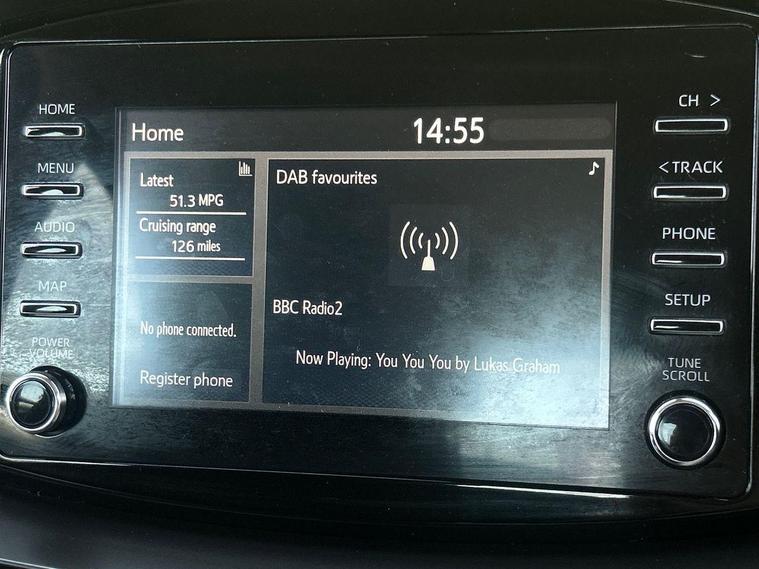 HOME
MENU
AUDIO
MAP
POWER
VOLUME
Home
14:55
Latest
51.3 MPG
Cruising range
126 miles
No phone connected.
Register phone
DAB favourites
BBC Radio2
Now Playing: You You You by Lukas Graham
CH >
< TRACK
PHONE
SETUP
TUNE
SCROLL